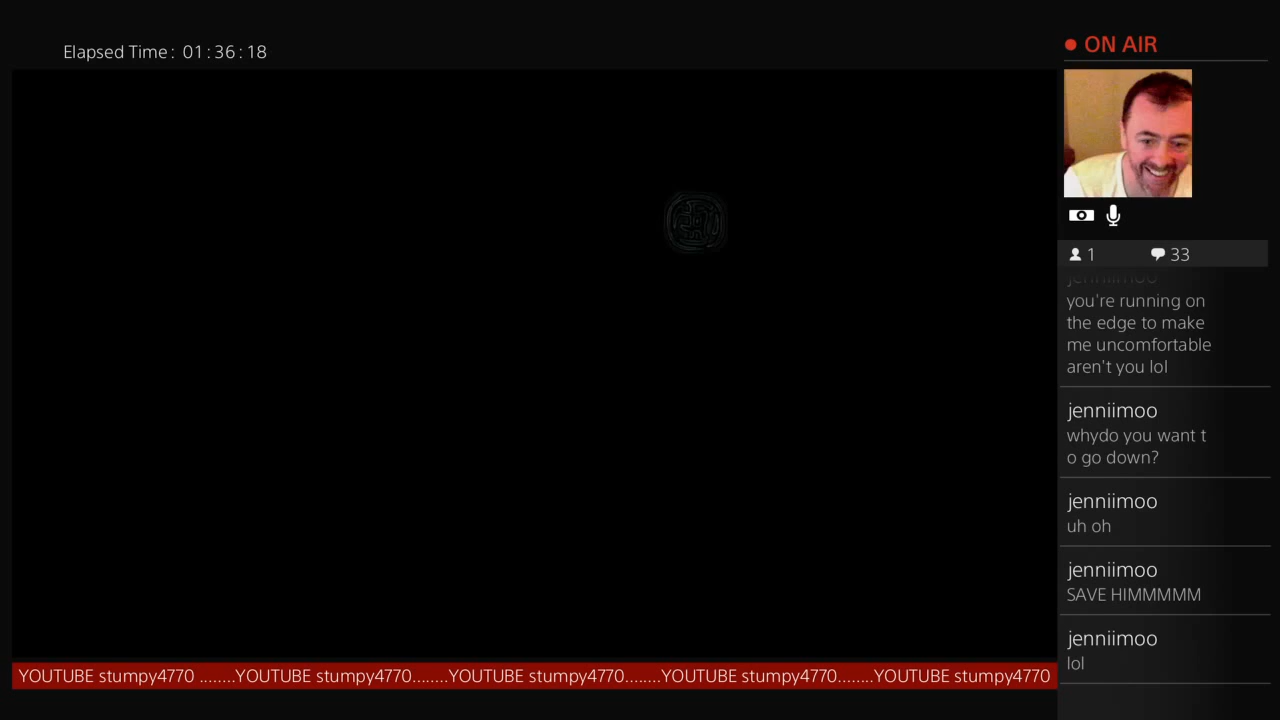 Elapsed Time: 01:36:18
ON AIR
1 33
jenniimoo
you're running on
the edge to make
me uncomfortable
aren't you lol
jenniimoo
whydo you want t
o go down?
jenniimoo
uh oh
jenniimoo
SAVE HIMMMMM
jenniimoo
lol
YOUTUBE stumpy4770 ........YOUTUBE stumpy4770........YOUTUBE stumpy4770........YOUTUBE stumpy4770........YOUTUBE stumpy4770